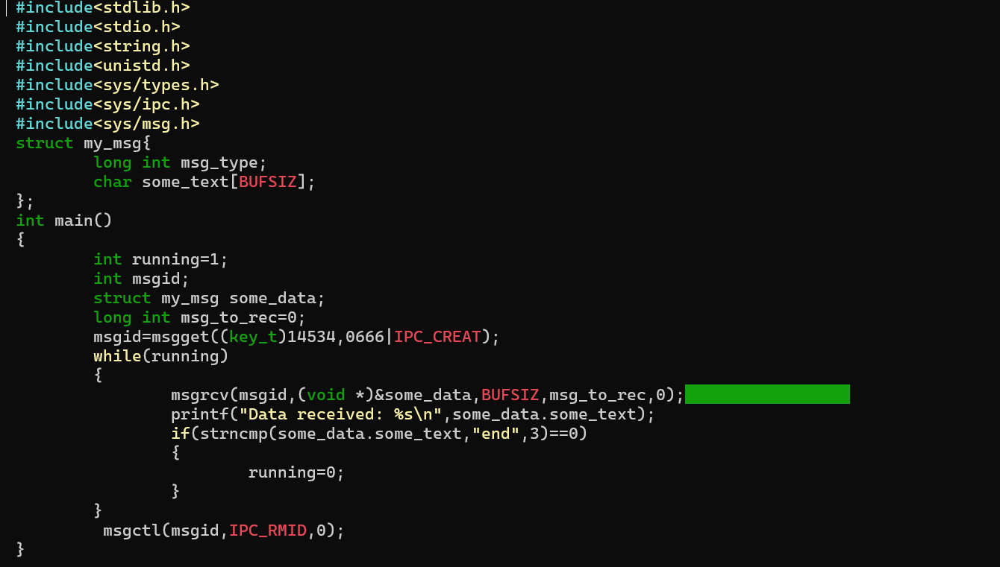 #include<stdlib.h>
#include<stdio.h>
#include<string.h>
#include<unistd.h>
#include<sys/types.h>
#include<sys/ipc.h>
#include<sys/msg.h>
struct my_msg{
        long int msg_type;
        char some_text[BUFSIZ];
};
int main()
{
        int running=1;
        int msgid;
        struct my_msg some_data;
        long int msg_to_rec=0;
        msgid=msgget((key_t)14534,0666|IPC_CREAT);
        while(running)
        {
                msgrcv(msgid,(void *)&some_data,BUFSIZ,msg_to_rec,0);
                printf("Data received: %s\n",some_data.some_text);
                if(strncmp(some_data.some_text,"end",3)==0)
                {
                        running=0;
                }
        }
         msgctl(msgid,IPC_RMID,0);
}